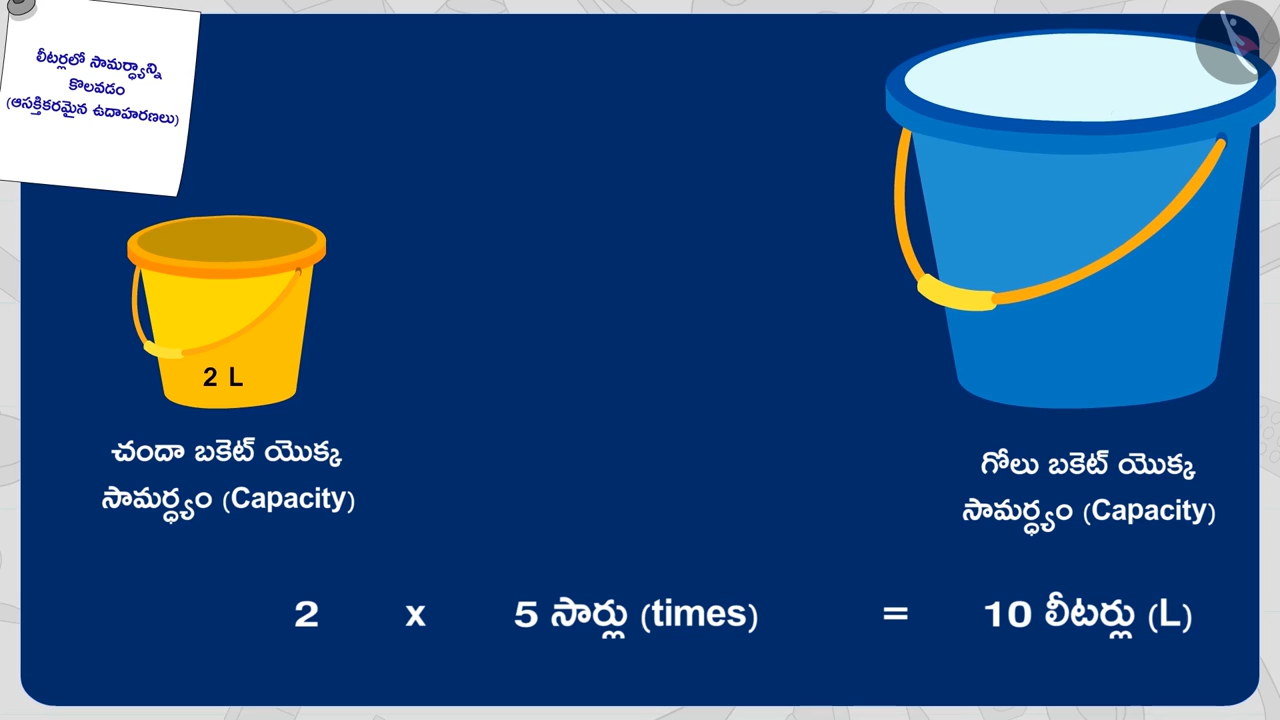 లీటర్లలో సామర్థ్యాన్ని
కొలవడం
(ఆసక్తికరమైన ఉదాహరణలు)
2 L
చందా బకెట్ యొక్క
సామర్థ్యం (Capacity)
గోలు బకెట్ యొక్క
సామర్థ్యం (Capacity)
2 x 5 సార్లు (times) = 10 లీటర్లు (L)